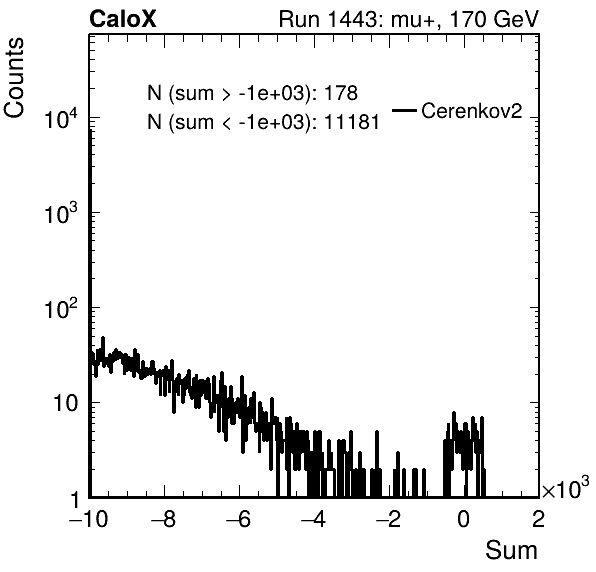 CaloX Run 1443: mu+, 170 GeV
Counts
N (sum > -1e+03): 178
N (sum < -1e+03): 11181
Cerenkov2
10⁴
10³
10²
10
1
−10 −8 −6 −4 −2 0 2
×10³
Sum